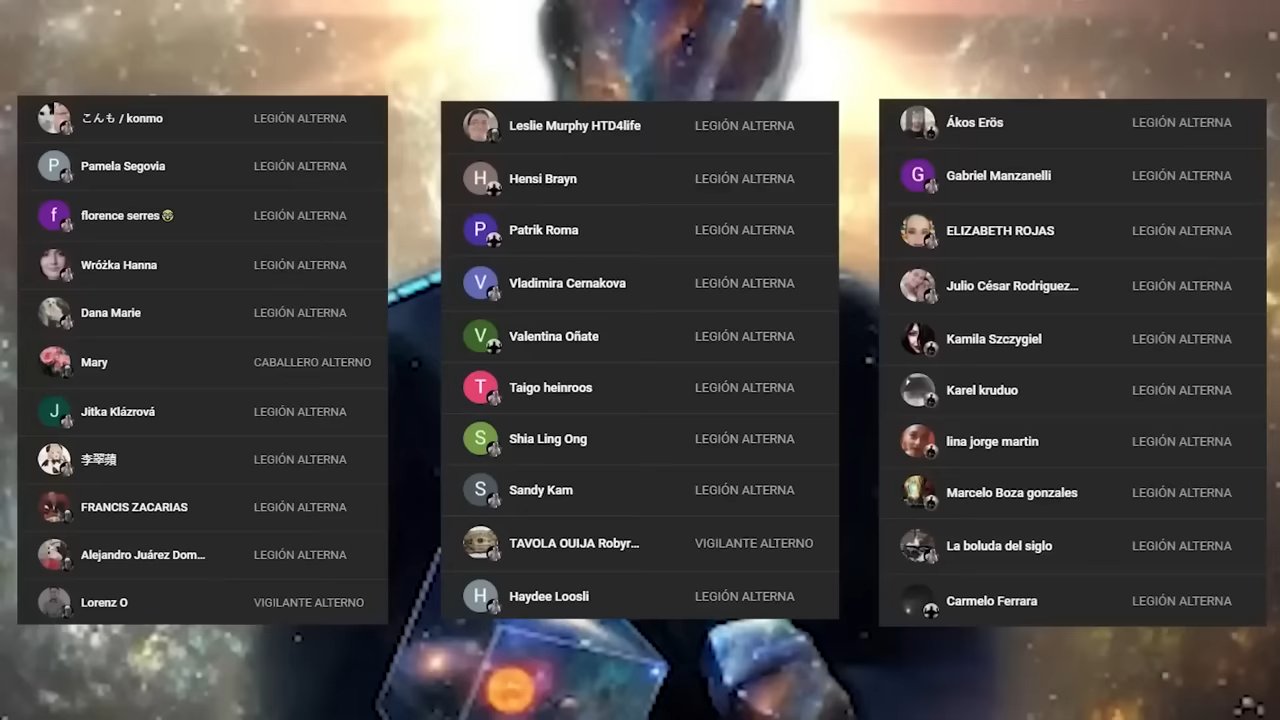 こんも / konmo LEGIÓN ALTERNA
P Pamela Segovia LEGIÓN ALTERNA
f florence serres LEGIÓN ALTERNA
Wróżka Hanna LEGIÓN ALTERNA
Dana Marie LEGIÓN ALTERNA
Mary CABALLERO ALTERNO
J Jitka Klázrová LEGIÓN ALTERNA
李翠蘋 LEGIÓN ALTERNA
FRANCIS ZACARIAS LEGIÓN ALTERNA
Alejandro Juárez Dom... LEGIÓN ALTERNA
Lorenz O VIGILANTE ALTERNO
Leslie Murphy HTD4life LEGIÓN ALTERNA
H Hensi Brayn LEGIÓN ALTERNA
P Patrik Roma LEGIÓN ALTERNA
V Vladimira Cernakova LEGIÓN ALTERNA
V Valentina Oñate LEGIÓN ALTERNA
T Taigo heinroos LEGIÓN ALTERNA
S Shia Ling Ong LEGIÓN ALTERNA
S Sandy Kam LEGIÓN ALTERNA
TAVOLA OUIJA Robyr... VIGILANTE ALTERNO
H Haydee Loosli LEGIÓN ALTERNA
Ákos Erös LEGIÓN ALTERNA
G Gabriel Manzanelli LEGIÓN ALTERNA
ELIZABETH ROJAS LEGIÓN ALTERNA
Julio César Rodriguez... LEGIÓN ALTERNA
Kamila Szczygiel LEGIÓN ALTERNA
Karel kruduo LEGIÓN ALTERNA
lina jorge martin LEGIÓN ALTERNA
Marcelo Boza gonzales LEGIÓN ALTERNA
La boluda del siglo LEGIÓN ALTERNA
Carmelo Ferrara LEGIÓN ALTERNA